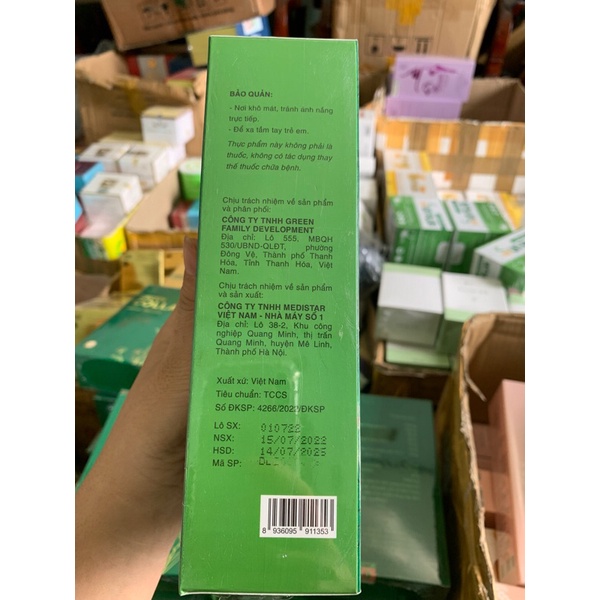 BẢO QUẢN:
- Nơi khô mát, tránh ánh nắng
trực tiếp.
- Để xa tầm tay trẻ em.
Thực phẩm này không phải là
thuốc, không có tác dụng thay
thế thuốc chữa bệnh.
Chịu trách nhiệm về sản phẩm
và phân phối:
CÔNG TY TNHH GREEN
FAMILY DEVELOPMENT
Địa chỉ: Lô 555, MBQH
530/UBND-QLĐT, phường
Đông Vệ, Thành phố Thanh
Hóa, Tỉnh Thanh Hóa, Việt
Nam.
Chịu trách nhiệm về sản phẩm
và sản xuất:
CÔNG TY TNHH MEDISTAR
VIỆT NAM - NHÀ MÁY SỐ 1
Địa chỉ: Lô 38-2, Khu công
nghiệp Quang Minh, thị trấn
Quang Minh, huyện Mê Linh,
Thành phố Hà Nội.
Xuất xứ: Việt Nam
Tiêu chuẩn: TCCS
Số ĐKSP: 4266/2022/ĐKSP
Lô SX: 010722
NSX: 15/07/2022
HSD: 14/07/2025
Mã SP:
8 936095 911353